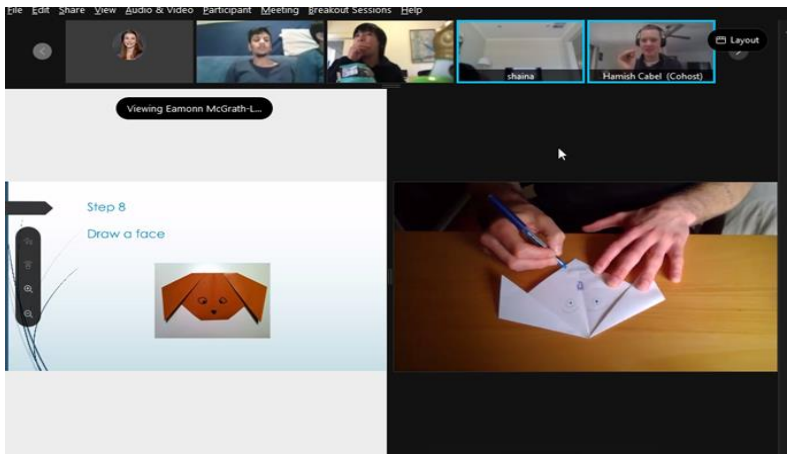 File Edit Share View Audio & Video Participant Meeting Breakout Sessions Help
Layout
shaina
Hamish Cabel (Cohost)
Viewing Eamonn McGrath-L...
Step 8
Draw a face